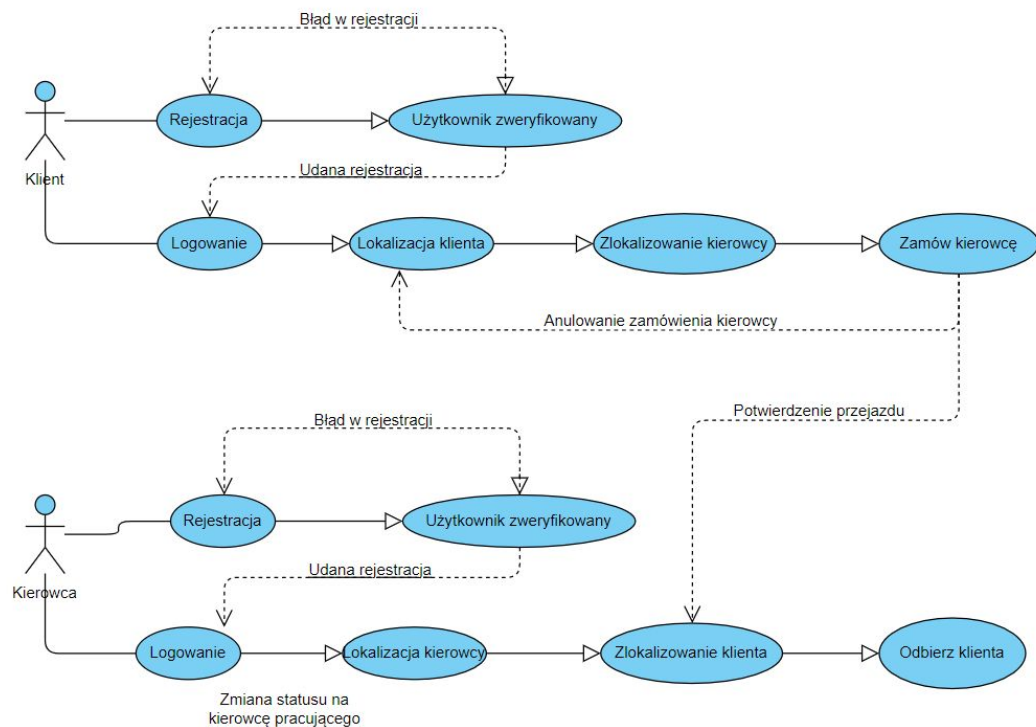 Bład w rejestracji
Rejestracja
Użytkownik zweryfikowany
Klient
Udana rejestracja
Logowanie
Lokalizacja klienta
Zlokalizowanie kierowcy
Zamów kierowcę
Anulowanie zamówienia kierowcy
Potwierdzenie przejazdu
Bład w rejestracji
Rejestracja
Użytkownik zweryfikowany
Kierowca
Udana rejestracja
Logowanie
Lokalizacja kierowcy
Zlokalizowanie klienta
Odbierz klienta
Zmiana statusu na
kierowcę pracującego